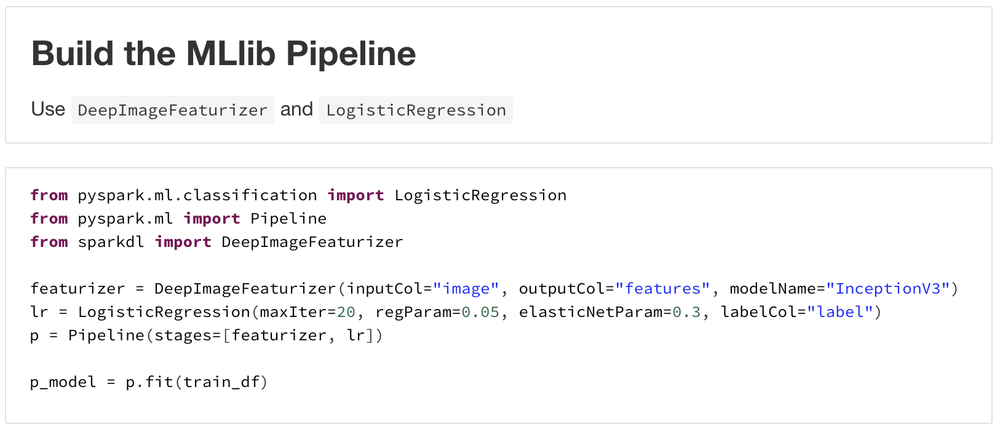 Build the MLlib Pipeline
Use DeepImageFeaturizer and LogisticRegression
from pyspark.ml.classification import LogisticRegression
from pyspark.ml import Pipeline
from sparkdl import DeepImageFeaturizer
featurizer = DeepImageFeaturizer(inputCol="image", outputCol="features", modelName="InceptionV3")
lr = LogisticRegression(maxIter=20, regParam=0.05, elasticNetParam=0.3, labelCol="label")
p = Pipeline(stages=[featurizer, lr])
p_model = p.fit(train_df)